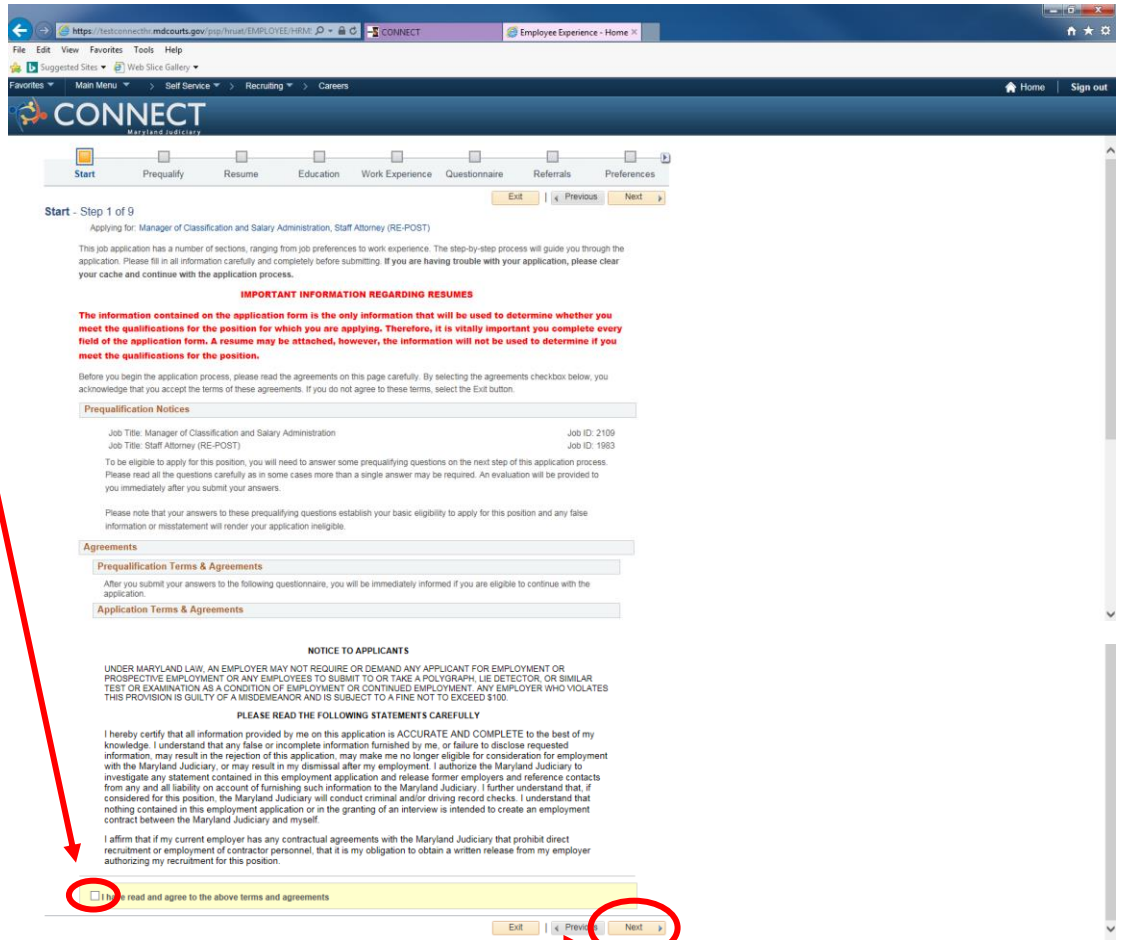 https://testconnecthr.mdcourts.gov/psp/hruat/EMPLOYEE/HRMS
CONNECT
Employee Experience - Home
File Edit View Favorites Tools Help
Suggested Sites Web Slice Gallery
Favorites Main Menu > Self Service > Recruiting > Careers Home Sign out
CONNECT
Maryland Judiciary
Start Prequalify Resume Education Work Experience Questionnaire Referrals Preferences
Exit | Previous Next
Start - Step 1 of 9
Applying for: Manager of Classification and Salary Administration, Staff Attorney (RE-POST)
This job application has a number of sections, ranging from job preferences to work experience. The step-by-step process will guide you through the
application. Please fill in all information carefully and completely before submitting. If you are having trouble with your application, please clear
your cache and continue with the application process.
IMPORTANT INFORMATION REGARDING RESUMES
The information contained on the application form is the only information that will be used to determine whether you
meet the qualifications for the position for which you are applying. Therefore, it is vitally important you complete every
field of the application form. A resume may be attached, however, the information will not be used to determine if you
meet the qualifications for the position.
Before you begin the application process, please read the agreements on this page carefully. By selecting the agreements checkbox below, you
acknowledge that you accept the terms of these agreements. If you do not agree to these terms, select the Exit button.
Prequalification Notices
Job Title: Manager of Classification and Salary Administration Job ID: 2109
Job Title: Staff Attorney (RE-POST) Job ID: 1983
To be eligible to apply for this position, you will need to answer some prequalifying questions on the next step of this application process.
Please read all the questions carefully as in some cases more than a single answer may be required. An evaluation will be provided to
you immediately after you submit your answers.
Please note that your answers to these prequalifying questions establish your basic eligibility to apply for this position and any false
information or misstatement will render your application ineligible.
Agreements
Prequalification Terms & Agreements
After you submit your answers to the following questionnaire, you will be immediately informed if you are eligible to continue with the
application.
Application Terms & Agreements
NOTICE TO APPLICANTS
UNDER MARYLAND LAW, AN EMPLOYER MAY NOT REQUIRE OR DEMAND ANY APPLICANT FOR EMPLOYMENT OR
PROSPECTIVE EMPLOYMENT OR ANY EMPLOYEES TO SUBMIT TO OR TAKE A POLYGRAPH, LIE DETECTOR, OR SIMILAR
TEST OR EXAMINATION AS A CONDITION OF EMPLOYMENT OR CONTINUED EMPLOYMENT. ANY EMPLOYER WHO VIOLATES
THIS PROVISION IS GUILTY OF A MISDEMEANOR AND IS SUBJECT TO A FINE NOT TO EXCEED $100.
PLEASE READ THE FOLLOWING STATEMENTS CAREFULLY
I hereby certify that all information provided by me on this application is ACCURATE AND COMPLETE to the best of my
knowledge. I understand that any false or incomplete information furnished by me, or failure to disclose requested
information, may result in the rejection of this application, may make me no longer eligible for consideration for employment
with the Maryland Judiciary, or may result in my dismissal after my employment. I authorize the Maryland Judiciary to
investigate any statement contained in this employment application and release former employers and reference contacts
from any and all liability on account of furnishing such information to the Maryland Judiciary. I further understand that, if
considered for this position, the Maryland Judiciary will conduct criminal and/or driving record checks. I understand that
nothing contained in this employment application or in the granting of an interview is intended to create an employment
contract between the Maryland Judiciary and myself.
I affirm that if my current employer has any contractual agreements with the Maryland Judiciary that prohibit direct
recruitment or employment of contractor personnel, that it is my obligation to obtain a written release from my employer
authorizing my recruitment for this position.
I have read and agree to the above terms and agreements
Exit | Previous Next